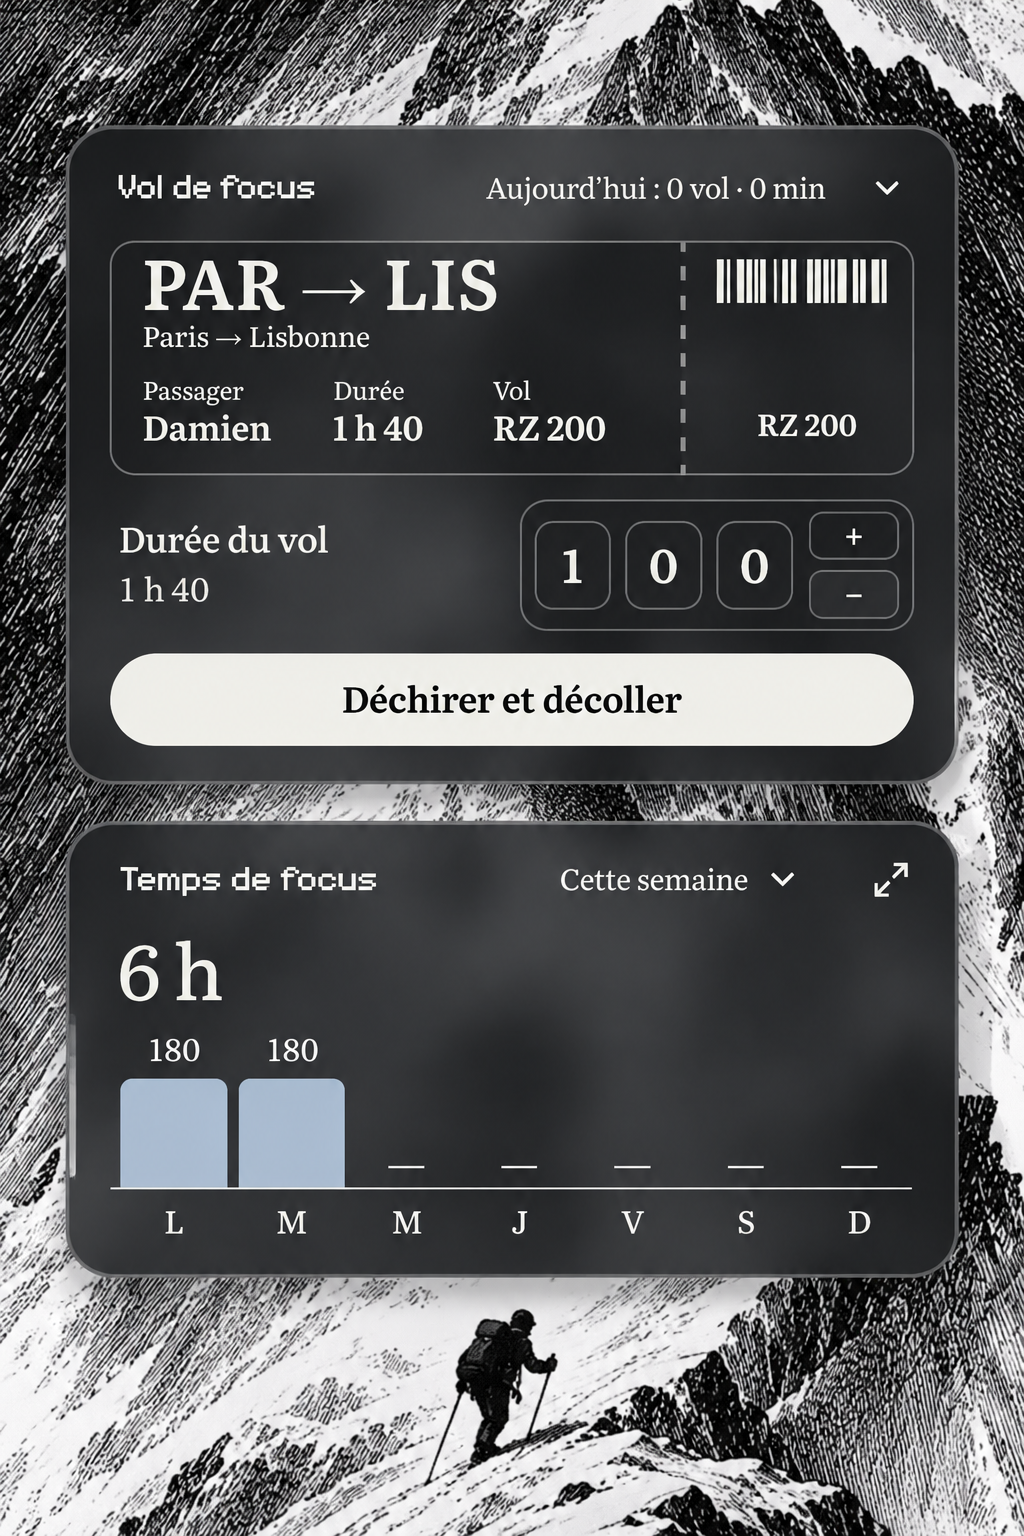 Vol de focus
Aujourd’hui : 0 vol · 0 min
PAR → LIS
Paris → Lisbonne
Passager Durée Vol
Damien 1 h 40 RZ 200
RZ 200
Durée du vol
1 h 40
1 0 0
+
−
Déchirer et décoller
Temps de focus
Cette semaine
6 h
180 180
— — — — —
L M M J V S D